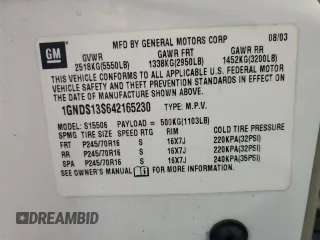 GM
MFD BY GENERAL MOTORS CORP 08/03
GVWR GAWR FRT GAWR RR
2518KG(5550LB) 1338KG(2950LB) 1452KG(3200LB)
THIS VEHICLE CONFORMS TO ALL APPLICABLE U.S. FEDERAL MOTOR
VEHICLE SAFETY AND THEFT PREVENTION STANDARDS IN EFFECT ON
THE DATE OF MANUFACTURE SHOWN ABOVE.
1GNDS13S642165230 TYPE: M.P.V.
MODEL: S15506 PAYLOAD = 500KG(1103LB)
SPMG TIRE SIZE SPEED RTG RIM COLD TIRE PRESSURE
FRT P245/70R16 S 16X7J 220KPA(32PSI)
RR P245/70R16 S 16X7J 220KPA(32PSI)
SPA P245/70R16 S 16X7J 240KPA(35PSI)
SEE OWNER'S MANUAL FOR MORE INFORMATION.
DREAMBID